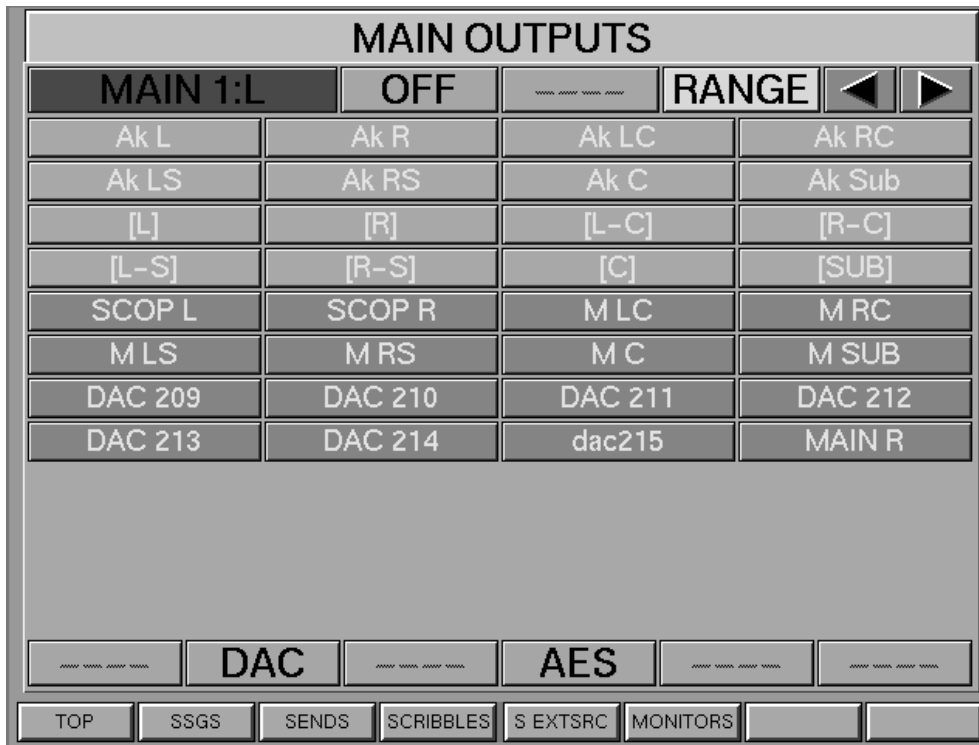 MAIN OUTPUTS
MAIN 1:L OFF ---- RANGE ◀ ▶
Ak L Ak R Ak LC Ak RC
Ak LS Ak RS Ak C Ak Sub
[L] [R] [L-C] [R-C]
[L-S] [R-S] [C] [SUB]
SCOP L SCOP R M LC M RC
M LS M RS M C M SUB
DAC 209 DAC 210 DAC 211 DAC 212
DAC 213 DAC 214 dac215 MAIN R
---- DAC ---- AES ---- ----
TOP SSGS SENDS SCRIBBLES S EXTSRC MONITORS